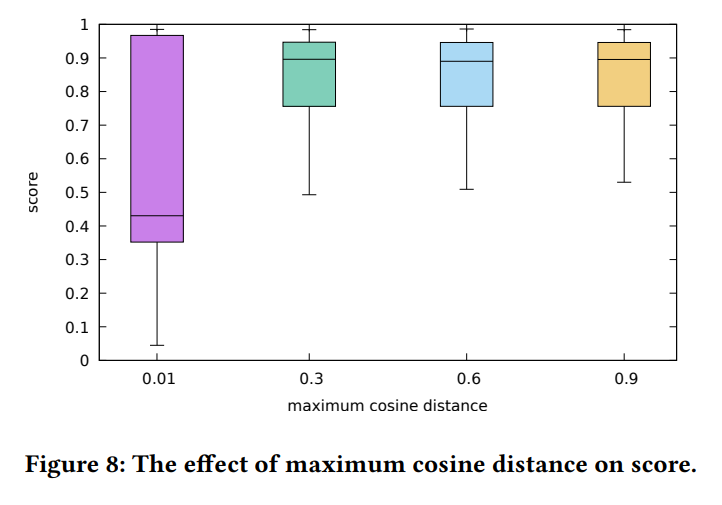 1
0.9
0.8
0.7
0.6
0.5
0.4
0.3
0.2
0.1
0
score
0.01 0.3 0.6 0.9
maximum cosine distance
Figure 8: The effect of maximum cosine distance on score.